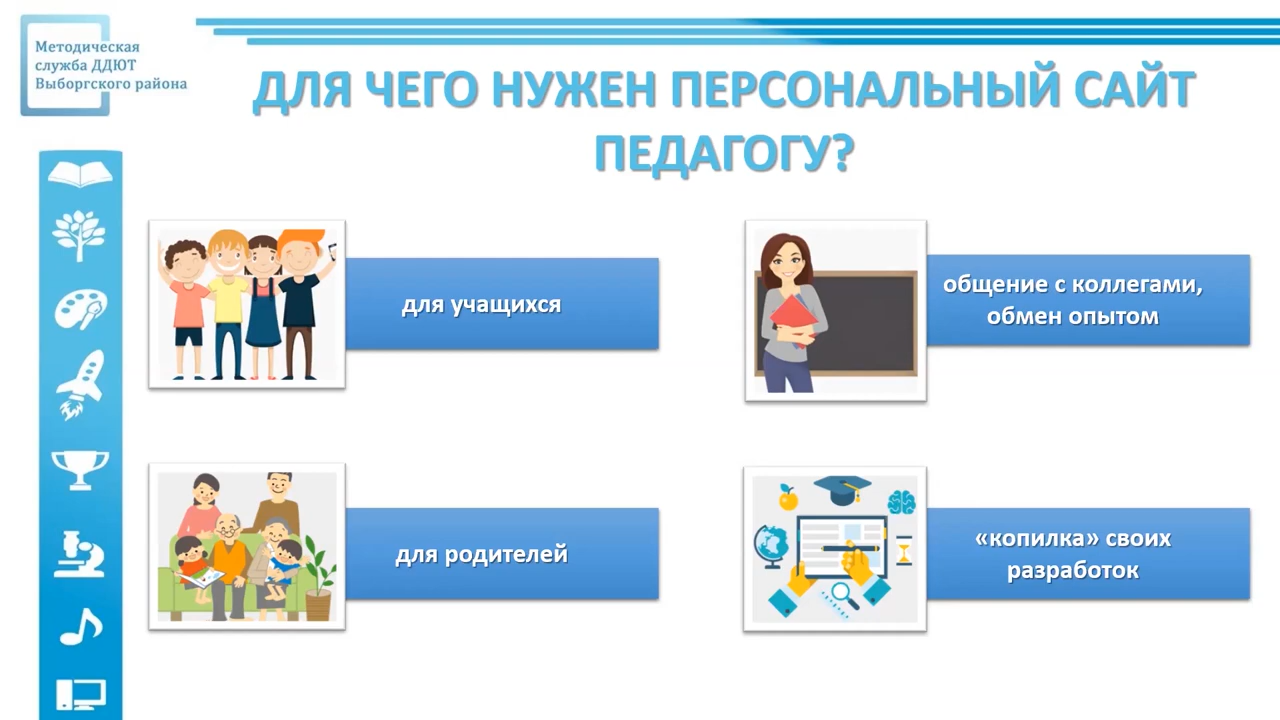 Методическая
служба ДДЮТ
Выборгского района
ДЛЯ ЧЕГО НУЖЕН ПЕРСОНАЛЬНЫЙ САЙТ
ПЕДАГОГУ?
для учащихся
общение с коллегами,
обмен опытом
для родителей
«копилка» своих
разработок